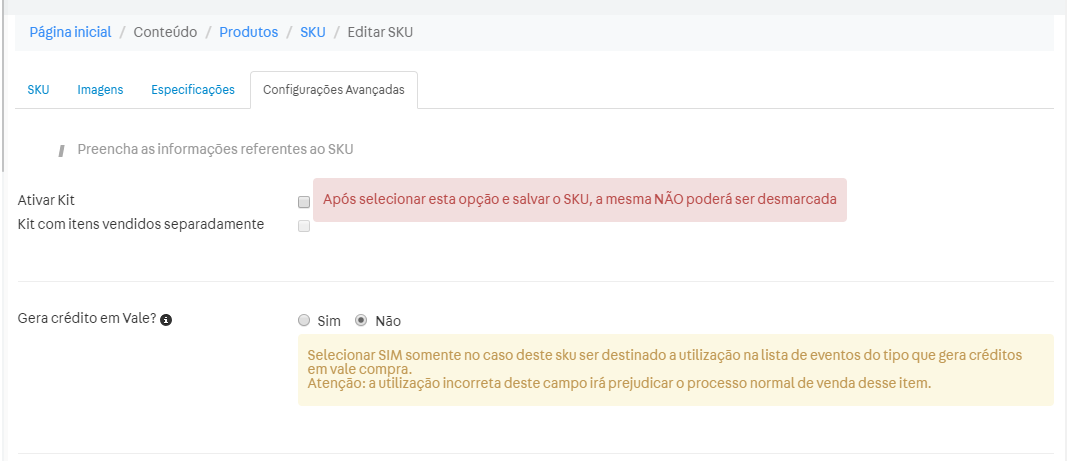 Página inicial / Conteúdo / Produtos / SKU / Editar SKU
SKU Imagens Especificações Configurações Avançadas
Preencha as informações referentes ao SKU
Ativar Kit Após selecionar esta opção e salvar o SKU, a mesma NÃO poderá ser desmarcada
Kit com itens vendidos separadamente
Gera crédito em Vale? Sim Não
Selecionar SIM somente no caso deste sku ser destinado a utilização na lista de eventos do tipo que gera créditos
em vale compra.
Atenção: a utilização incorreta deste campo irá prejudicar o processo normal de venda desse item.